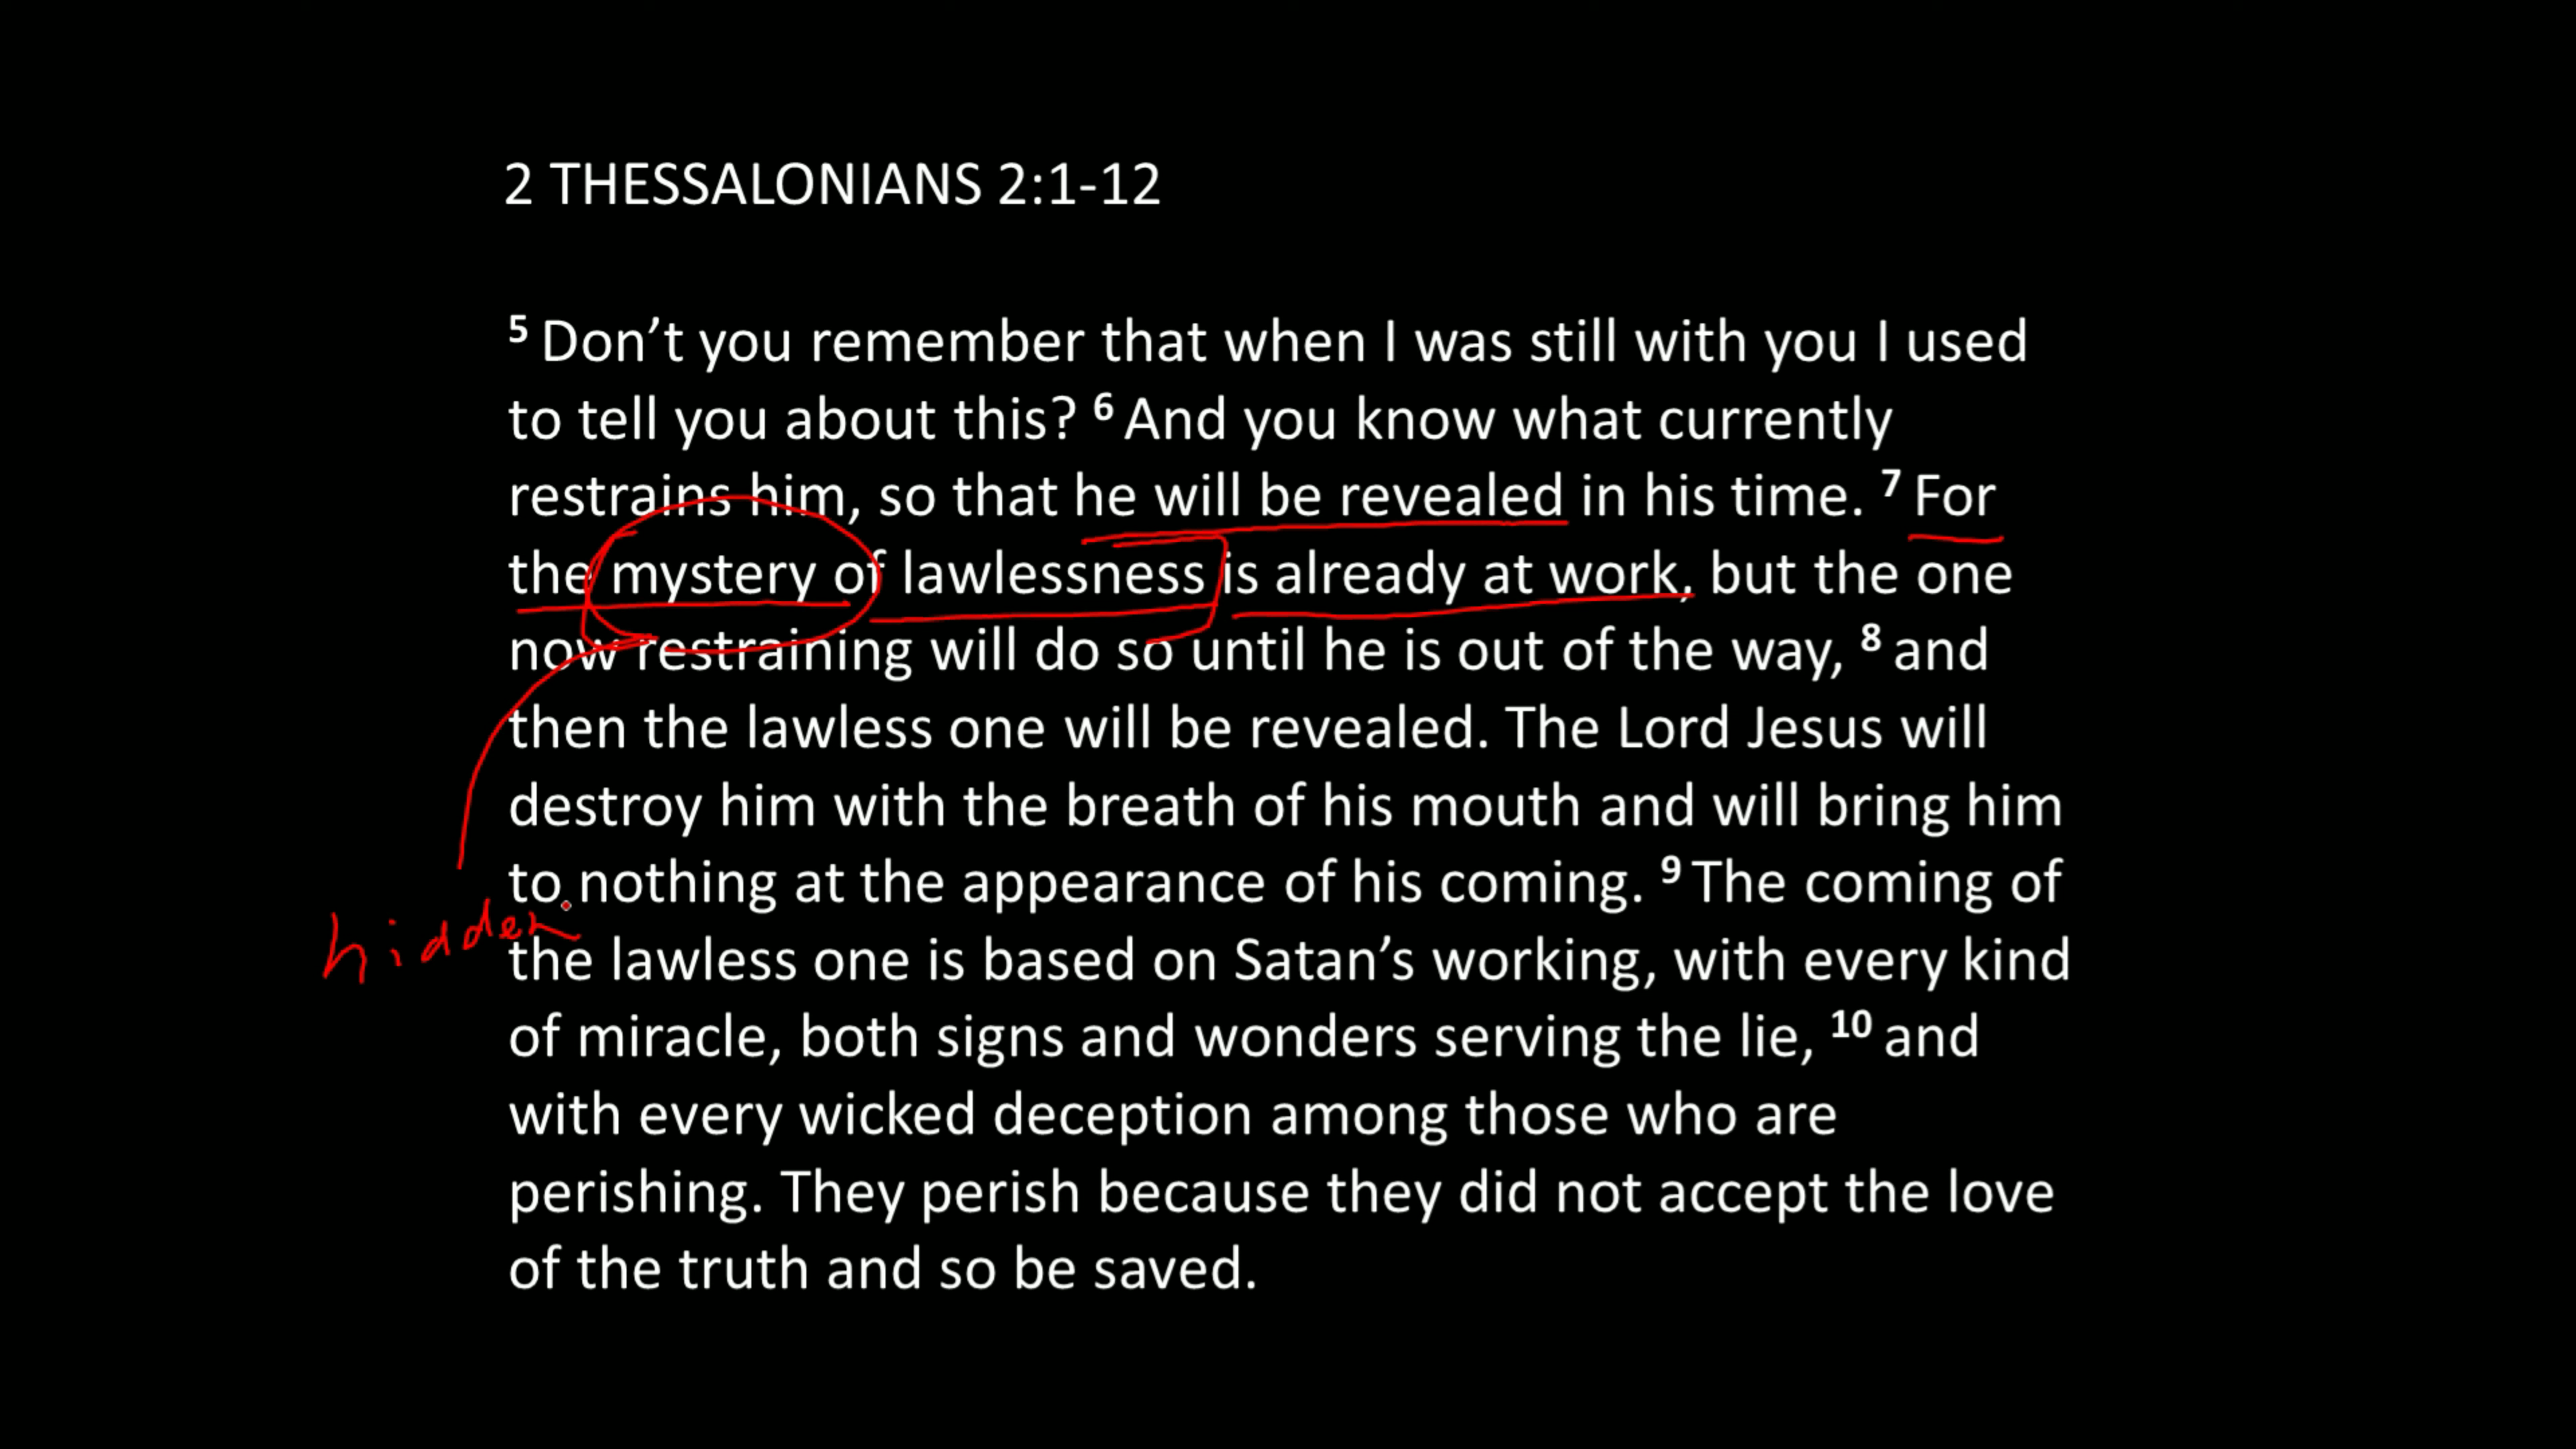 2 THESSALONIANS 2:1-12
5 Don’t you remember that when I was still with you I used
to tell you about this? 6 And you know what currently
restrains him, so that he will be revealed in his time. 7 For
the mystery of lawlessness is already at work, but the one
now restraining will do so until he is out of the way, 8 and
then the lawless one will be revealed. The Lord Jesus will
destroy him with the breath of his mouth and will bring him
to nothing at the appearance of his coming. 9 The coming of
hidden
the lawless one is based on Satan’s working, with every kind
of miracle, both signs and wonders serving the lie, 10 and
with every wicked deception among those who are
perishing. They perish because they did not accept the love
of the truth and so be saved.